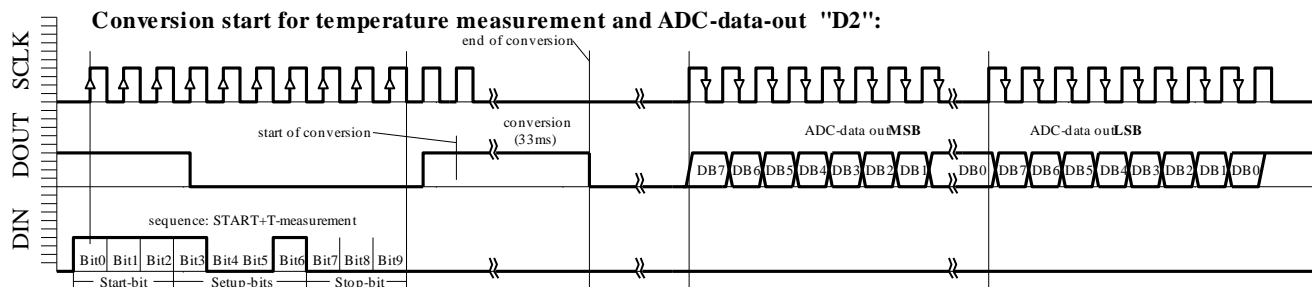 Conversion start for temperature measurement and ADC-data-out "D2":
end of conversion
SCLK
DOUT
start of conversion
conversion
(33ms)
ADC-data out MSB
ADC-data out LSB
DB7 DB6 DB5 DB4 DB3 DB2 DB1 DB0 DB7 DB6 DB5 DB4 DB3 DB2 DB1 DB0
DIN
sequence: START+T-measurement
Bit0 Bit1 Bit2 Bit3 Bit4 Bit5 Bit6 Bit7 Bit8 Bit9
Start-bit Setup-bits Stop-bit